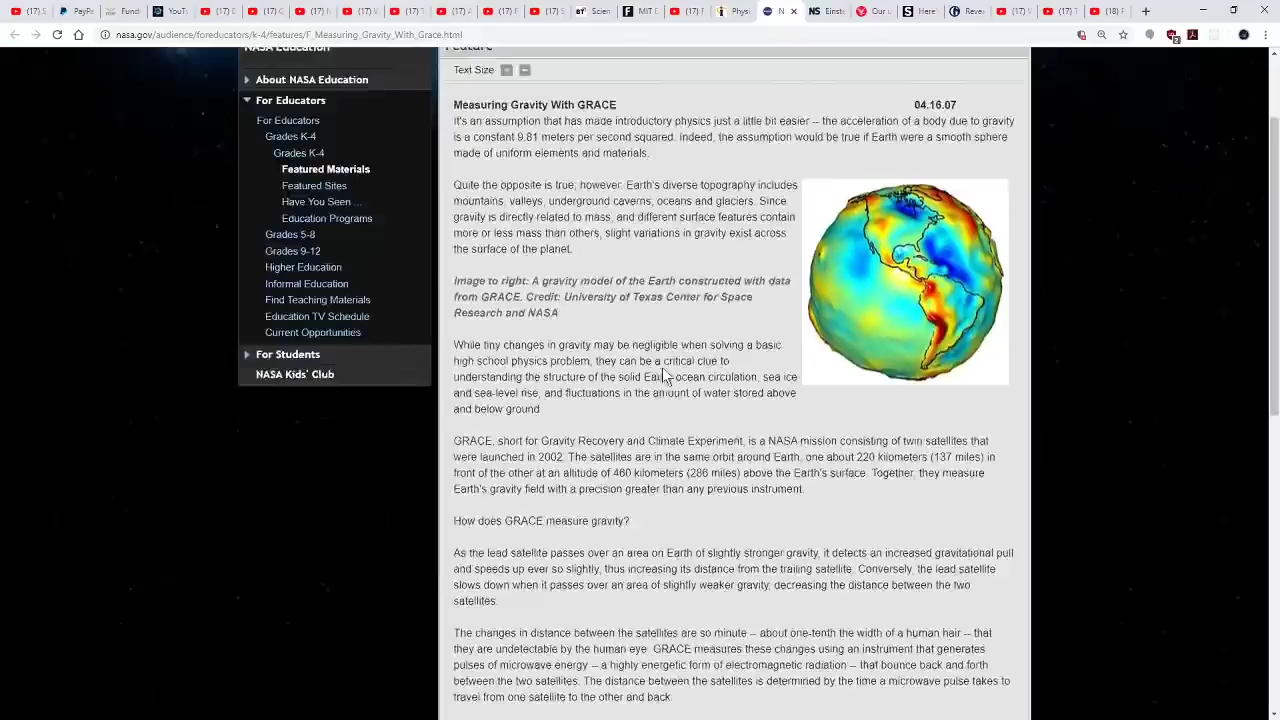 (17) S
PayPa
Fund
YouT
(17) E
(17) C
(17) N
(17) T
(17) E
(17) E
(17) S
Scien
MIT C
(17) F
Phys
N
Einst
Our u
Here'
Reve
(17) T
(18) F
nasa.gov/audience/foreducators/k-4/features/F_Measuring_Gravity_With_Grace.html
NASA Education
About NASA Education
For Educators
For Educators
Grades K-4
Grades K-4
Featured Materials
Featured Sites
Have You Seen ...
Education Programs
Grades 5-8
Grades 9-12
Higher Education
Informal Education
Find Teaching Materials
Education TV Schedule
Current Opportunities
For Students
NASA Kids' Club
Feature
Text Size
Measuring Gravity With GRACE 04.16.07
It's an assumption that has made introductory physics just a little bit easier -- the acceleration of a body due to gravity
is a constant 9.81 meters per second squared. Indeed, the assumption would be true if Earth were a smooth sphere
made of uniform elements and materials.
Quite the opposite is true; however. Earth's diverse topography includes
mountains, valleys, underground caverns, oceans and glaciers. Since
gravity is directly related to mass, and different surface features contain
more or less mass than others, slight variations in gravity exist across
the surface of the planet.
Image to right: A gravity model of the Earth constructed with data
from GRACE. Credit: University of Texas Center for Space
Research and NASA
While tiny changes in gravity may be negligible when solving a basic
high school physics problem, they can be a critical clue to
understanding the structure of the solid Earth, ocean circulation, sea ice
and sea-level rise, and fluctuations in the amount of water stored above
and below ground.
GRACE, short for Gravity Recovery and Climate Experiment, is a NASA mission consisting of twin satellites that
were launched in 2002. The satellites are in the same orbit around Earth, one about 220 kilometers (137 miles) in
front of the other at an altitude of 460 kilometers (286 miles) above the Earth's surface. Together, they measure
Earth's gravity field with a precision greater than any previous instrument.
How does GRACE measure gravity?
As the lead satellite passes over an area on Earth of slightly stronger gravity, it detects an increased gravitational pull
and speeds up ever so slightly, thus increasing its distance from the trailing satellite. Conversely, the lead satellite
slows down when it passes over an area of slightly weaker gravity, decreasing the distance between the two
satellites.
The changes in distance between the satellites are so minute -- about one-tenth the width of a human hair -- that
they are undetectable by the human eye. GRACE measures these changes using an instrument that generates
pulses of microwave energy -- a highly energetic form of electromagnetic radiation -- that bounce back and forth
between the two satellites. The distance between the satellites is determined by the time a microwave pulse takes to
travel from one satellite to the other and back.